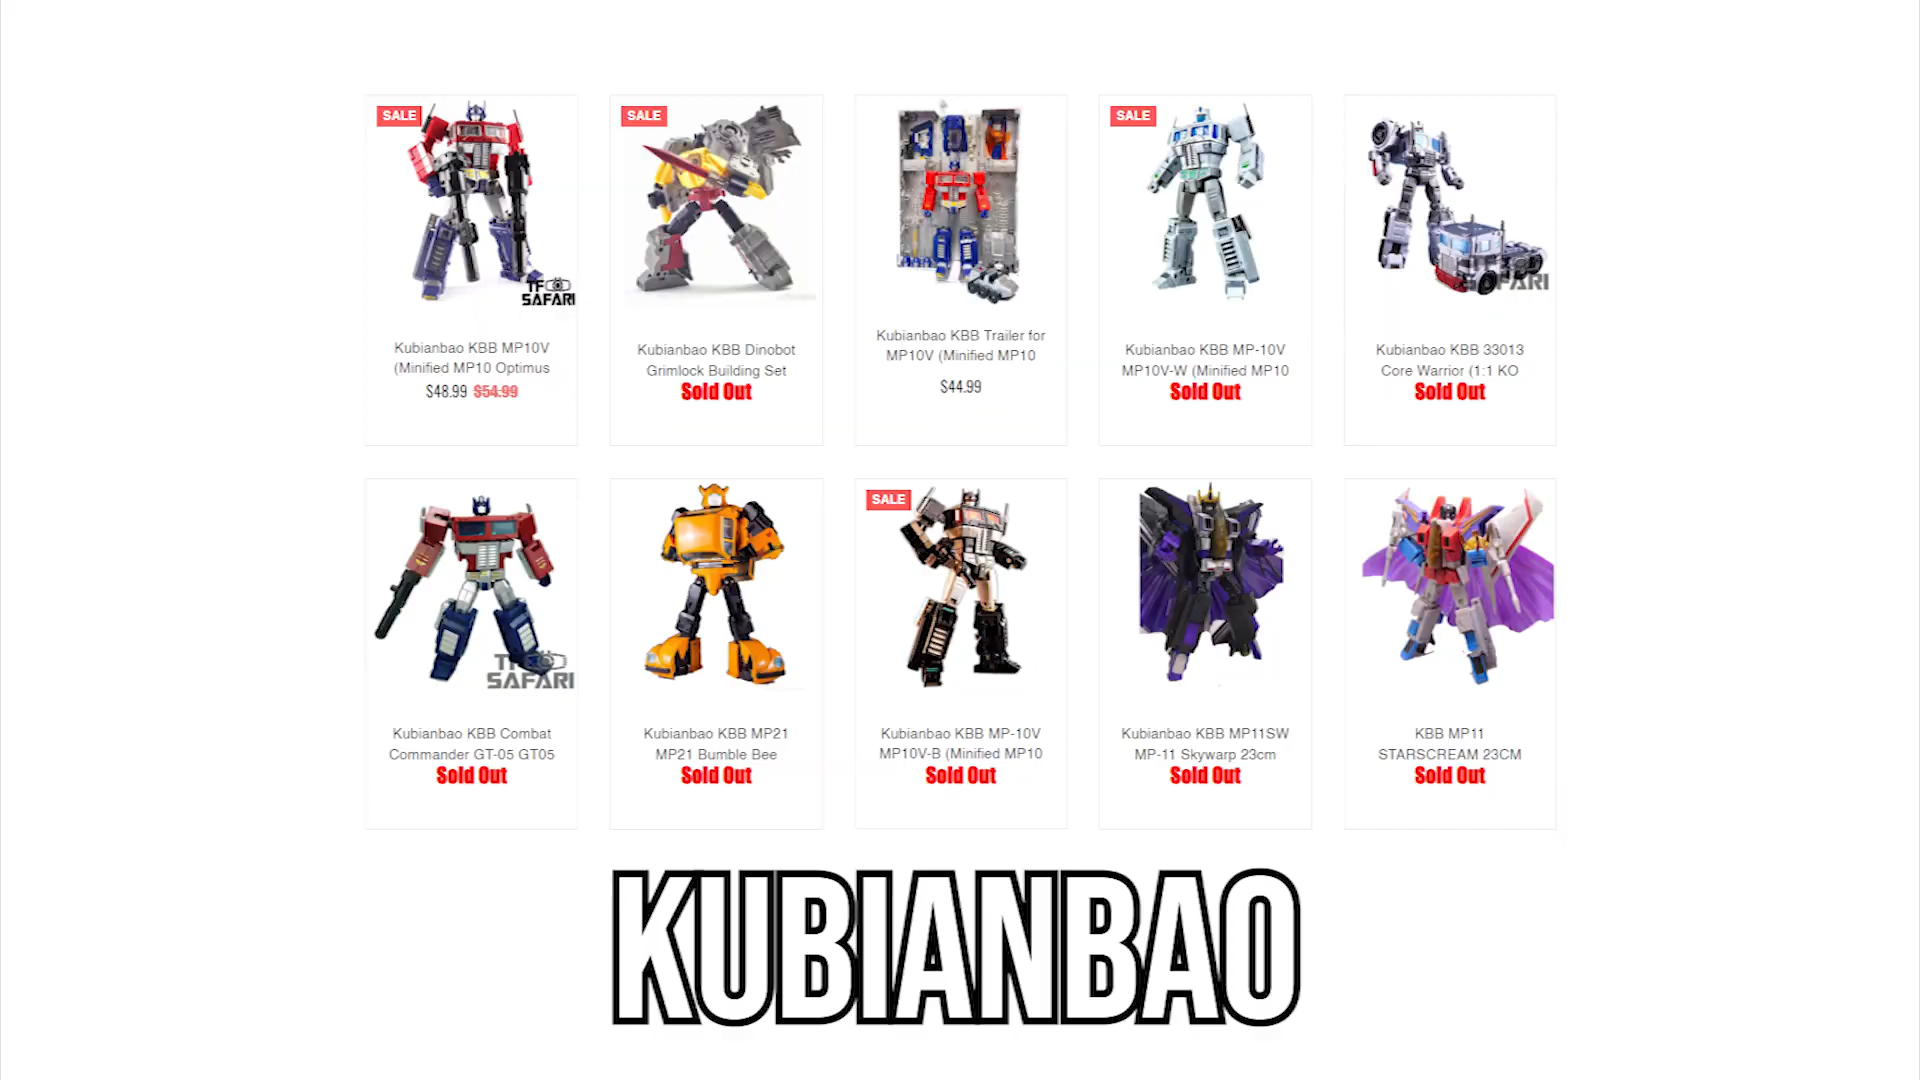 SALE
TF
SAFARI
Kubianbao KBB MP10V
(Minified MP10 Optimus
$48.99 $54.99
SALE
Kubianbao KBB Dinobot
Grimlock Building Set
Sold Out
Kubianbao KBB Trailer for
MP10V (Minified MP10
$44.99
SALE
Kubianbao KBB MP-10V
MP10V-W (Minified MP10
Sold Out
SAFARI
Kubianbao KBB 33013
Core Warrior (1:1 KO
Sold Out
TF
SAFARI
Kubianbao KBB Combat
Commander GT-05 GT05
Sold Out
Kubianbao KBB MP21
MP21 Bumble Bee
Sold Out
SALE
Kubianbao KBB MP-10V
MP10V-B (Minified MP10
Sold Out
Kubianbao KBB MP11SW
MP-11 Skywarp 23cm
Sold Out
KBB MP11
STARSCREAM 23CM
Sold Out
KUBIANBAO